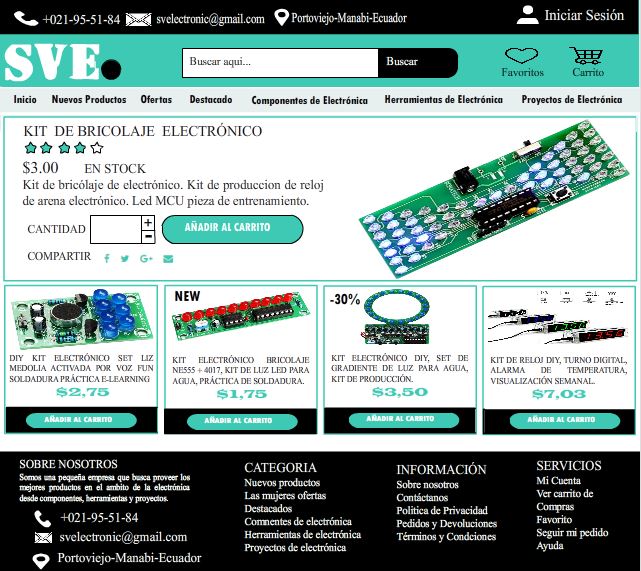 +021-95-51-84 svelectronic@gmail.com Portoviejo-Manabi-Ecuador Iniciar Sesión
SVE.
Buscar aqui... Buscar
Favoritos Carrito
Inicio Nuevos Productos Ofertas Destacado Componentes de Electrónica Herramientas de Electrónica Proyectos de Electrónica
KIT DE BRICOLAJE ELECTRÓNICO
$3.00 EN STOCK
Kit de bricólaje de electrónico. Kit de produccion de reloj
de arena electrónico. Led MCU pieza de entrenamiento.
CANTIDAD + - AÑADIR AL CARRITO
COMPARTIR
DIY KIT ELECTRÓNICO SET LIZ
MEDOLIA ACTIVADA POR VOZ FUN
SOLDADURA PRÁCTICA E-LEARNING
$2,75
AÑADIR AL CARRITO
NEW
KIT ELECTRÓNICO BRICOLAJE
NE555 + 4017, KIT DE LUZ LED PARA
AGUA, PRÁCTICA DE SOLDADURA.
$1,75
AÑADIR AL CARRITO
-30%
KIT ELECTRÓNICO DIY, SET DE
GRADIENTE DE LUZ PARA AGUA,
KIT DE PRODUCCIÓN.
$3,50
AÑADIR AL CARRITO
KIT DE RELOJ DIY, TURNO DIGITAL,
ALARMA DE TEMPERATURA,
VISUALIZACIÓN SEMANAL.
$7,03
AÑADIR AL CARRITO
SOBRE NOSOTROS
Somos una pequeña empresa que busca proveer los
mejores productos en el ambito de la electrónica
desde componentes, herramientas y proyectos.
+021-95-51-84
svelectronic@gmail.com
Portoviejo-Manabi-Ecuador
CATEGORIA
Nuevos productos
Las mujeres ofertas
Destacados
Comnentes de electrónica
Herramientas de electrónica
Proyectos de electrónica
INFORMACIÓN
Sobre nosotros
Contáctanos
Politica de Privacidad
Pedidos y Devoluciones
Términos y Condciones
SERVICIOS
Mi Cuenta
Ver carrito de
Compras
Favorito
Seguir mi pedido
Ayuda